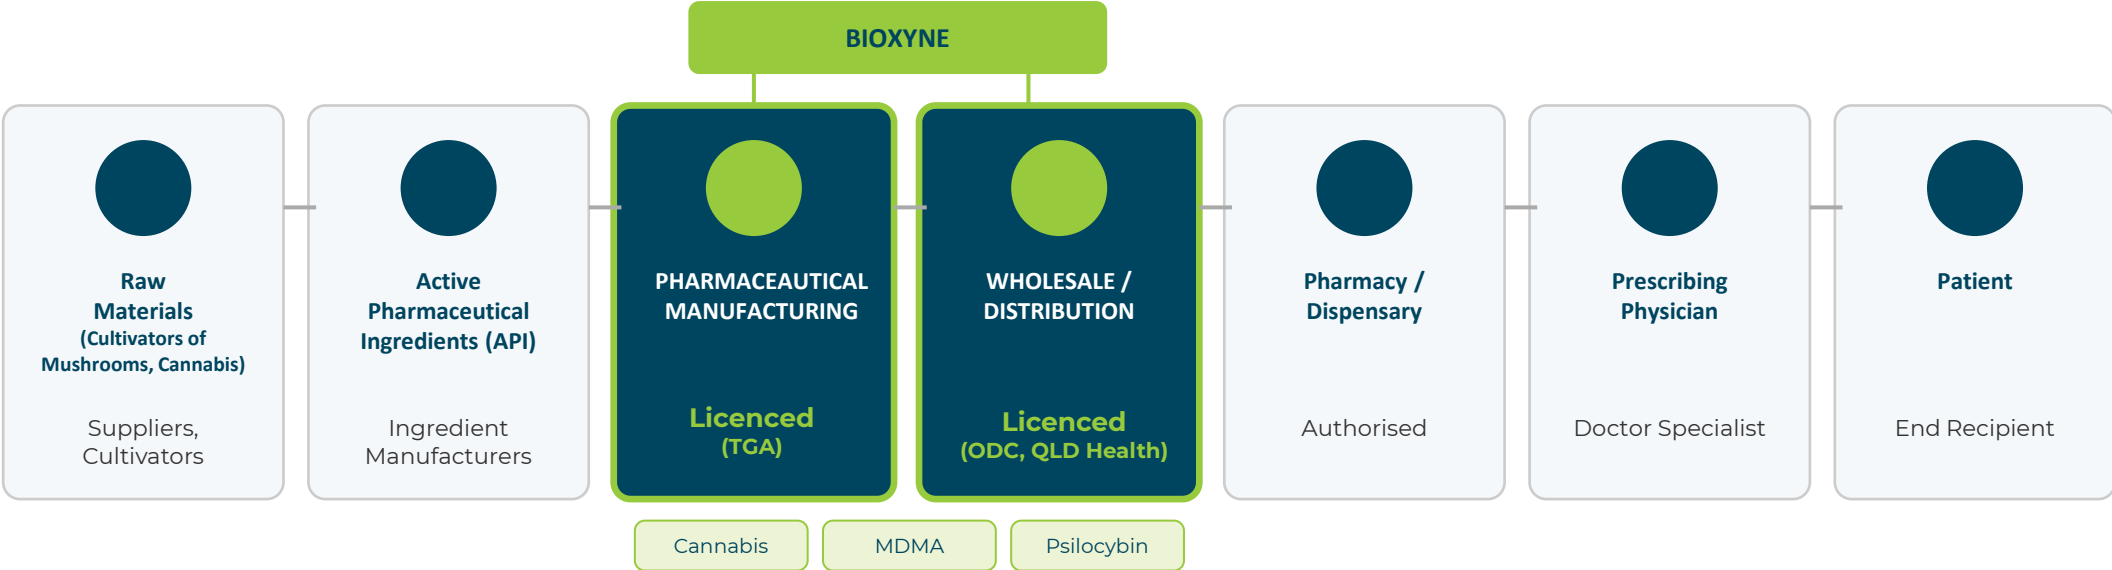 BIOXYNE
Raw
Materials
(Cultivators of
Mushrooms, Cannabis)
Suppliers,
Cultivators
Active
Pharmaceutical
Ingredients (API)
Ingredient
Manufacturers
PHARMACEAUTICAL
MANUFACTURING
Licenced
(TGA)
WHOLESALE /
DISTRIBUTION
Licenced
(ODC, QLD Health)
Pharmacy /
Dispensary
Authorised
Prescribing
Physician
Doctor Specialist
Patient
End Recipient
Cannabis
MDMA
Psilocybin